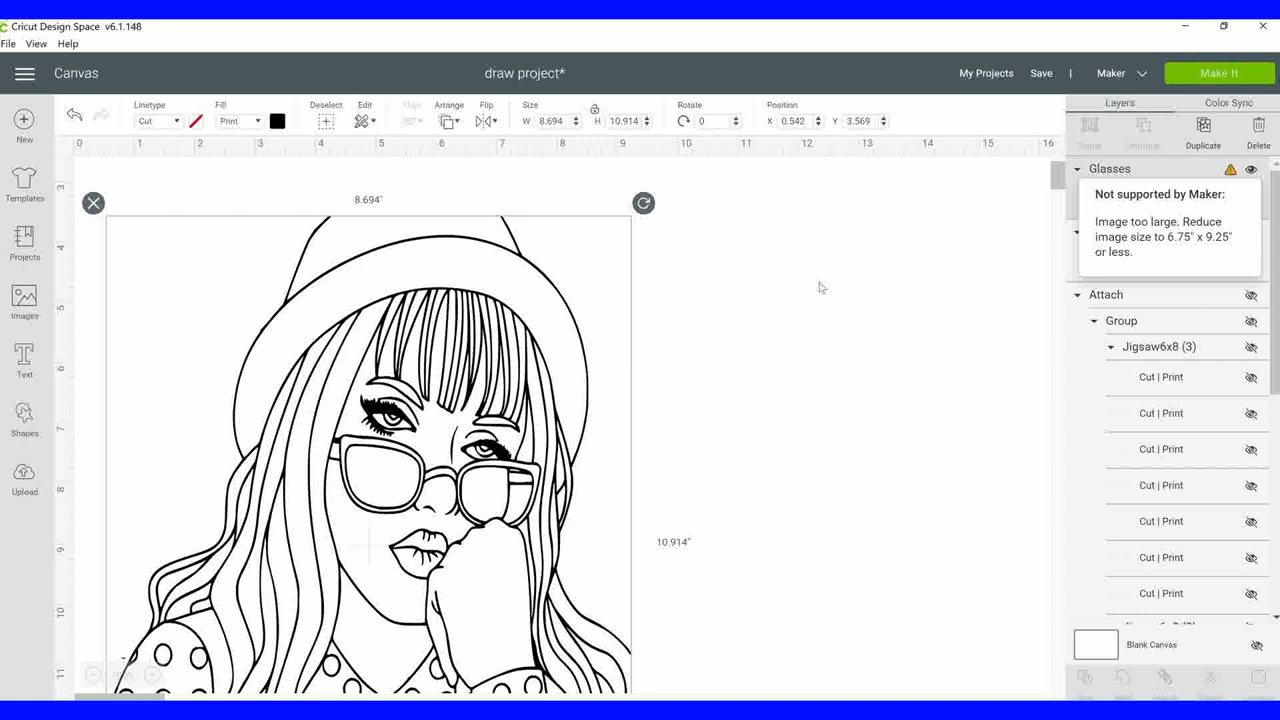 Cricut Design Space v6.1.148
File View Help
Canvas
draw project*
My Projects Save | Maker
Make It
New
Templates
Projects
Images
Text
Shapes
Upload
Linetype
Cut
Fill
Print
Deselect
Edit
Align
Arrange
Flip
Size
W 8.694 H 10.914
Rotate
0
Position
X 0.542 Y 3.569
0 1 2 3 4 5 6 7 8 9 10 11 12 13 14 15 16
3
4
5
6
7
8
9
10
11
8.694"
10.914"
Layers Color Sync
Group Ungroup Duplicate Delete
Glasses
Not supported by Maker:
Image too large. Reduce
image size to 6.75" x 9.25"
or less.
Attach
Group
Jigsaw6x8 (3)
Cut | Print
Cut | Print
Cut | Print
Cut | Print
Cut | Print
Cut | Print
Cut | Print
Blank Canvas